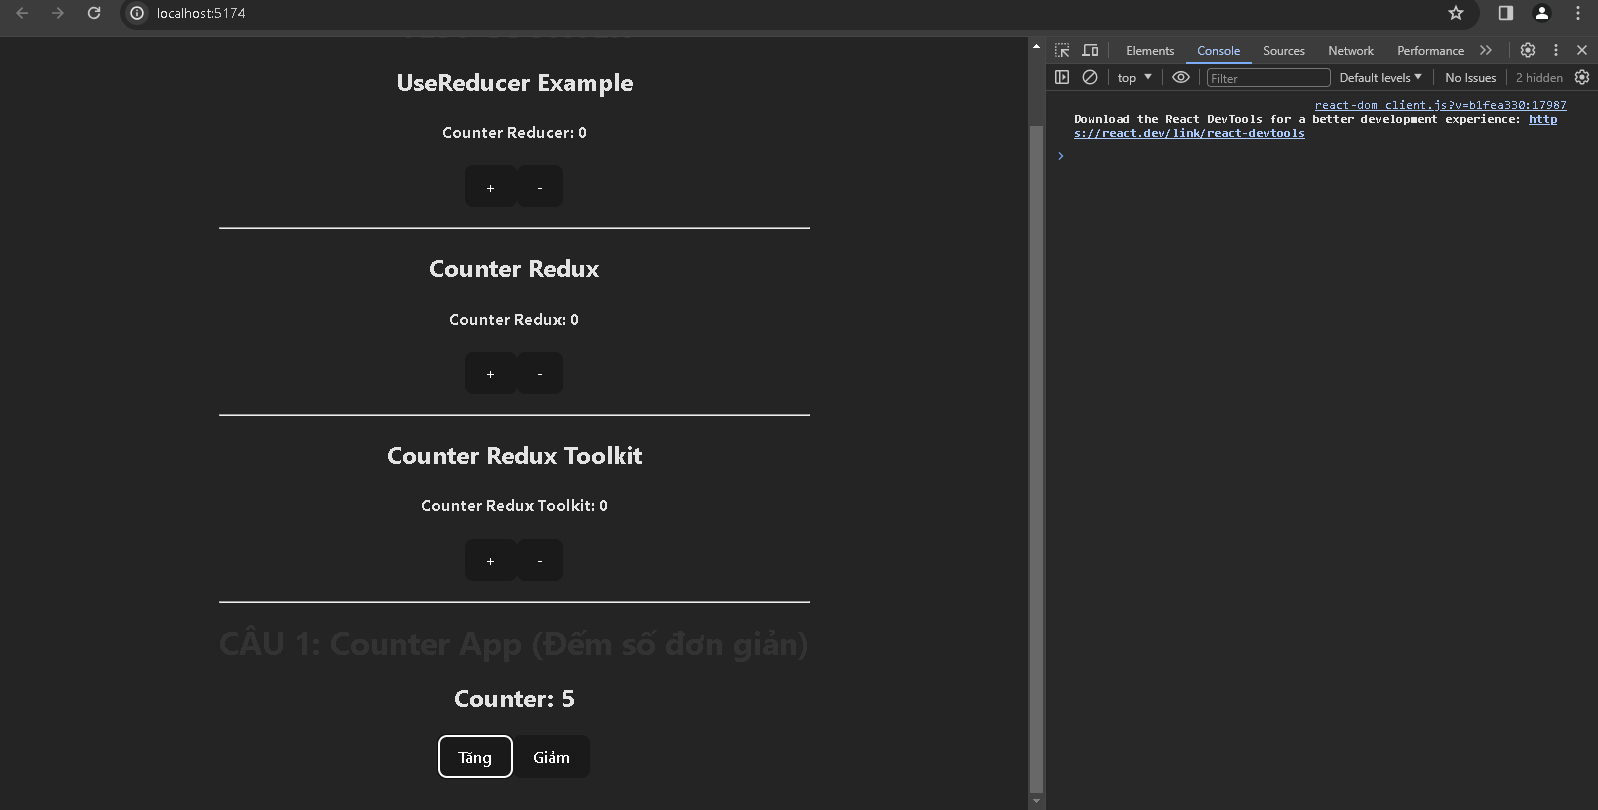 localhost:5174
UseReducer Example
Counter Reducer: 0
+ -
Counter Redux
Counter Redux: 0
+ -
Counter Redux Toolkit
Counter Redux Toolkit: 0
+ -
CÂU 1: Counter App (Đếm số đơn giản)
Counter: 5
Tăng Giảm
Elements Console Sources Network Performance
top Filter Default levels No Issues 2 hidden
react-dom_client.js?v=b1fea330:17987
Download the React DevTools for a better development experience: http
s://react.dev/link/react-devtools